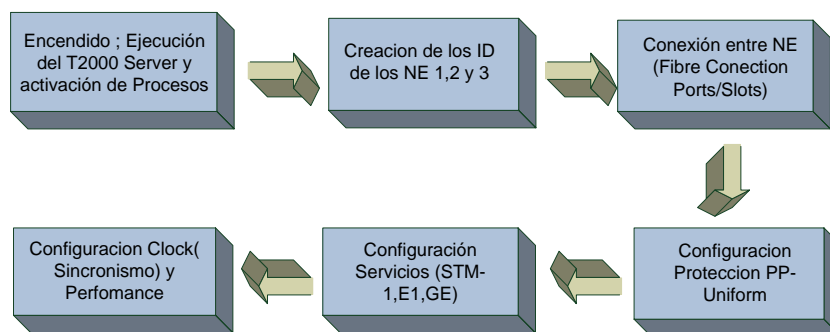 Encendido ; Ejecución
del T2000 Server y
activación de Procesos
Creacion de los ID
de los NE 1,2 y 3
Conexión entre NE
(Fibre Conection
Ports/Slots)
Configuracion
Proteccion PP-
Uniform
Configuración
Servicios (STM-
1,E1,GE)
Configuracion Clock(
Sincronismo) y
Perfomance